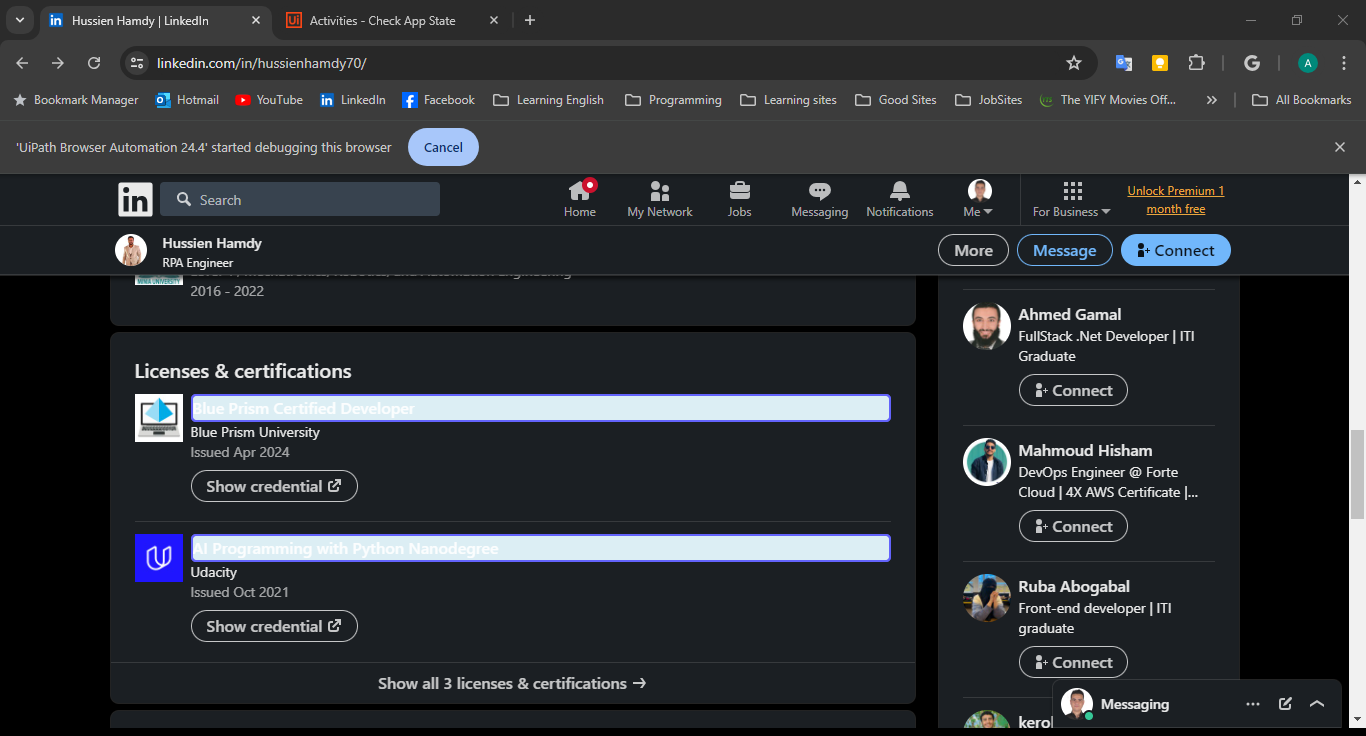 Hussien Hamdy | LinkedIn
Ui
Activities - Check App State
linkedin.com/in/hussienhamdy70/
A
Bookmark Manager
Hotmail
YouTube
LinkedIn
Facebook
Learning English
Programming
Learning sites
Good Sites
JobSites
The YIFY Movies Off...
All Bookmarks
'UiPath Browser Automation 24.4' started debugging this browser
Cancel
in
Search
Home
My Network
Jobs
Messaging
Notifications
Me
For Business
Unlock Premium 1
month free
Hussien Hamdy
RPA Engineer
More
Message
Connect
MINIA UNIVERSITY
2016 - 2022
Licenses & certifications
Blue Prism Certified Developer
Blue Prism University
Issued Apr 2024
Show credential
AI Programming with Python Nanodegree
Udacity
Issued Oct 2021
Show credential
Show all 3 licenses & certifications →
Ahmed Gamal
FullStack .Net Developer | ITI
Graduate
Connect
Mahmoud Hisham
DevOps Engineer @ Forte
Cloud | 4X AWS Certificate |...
Connect
Ruba Abogabal
Front-end developer | ITI
graduate
Connect
Messaging